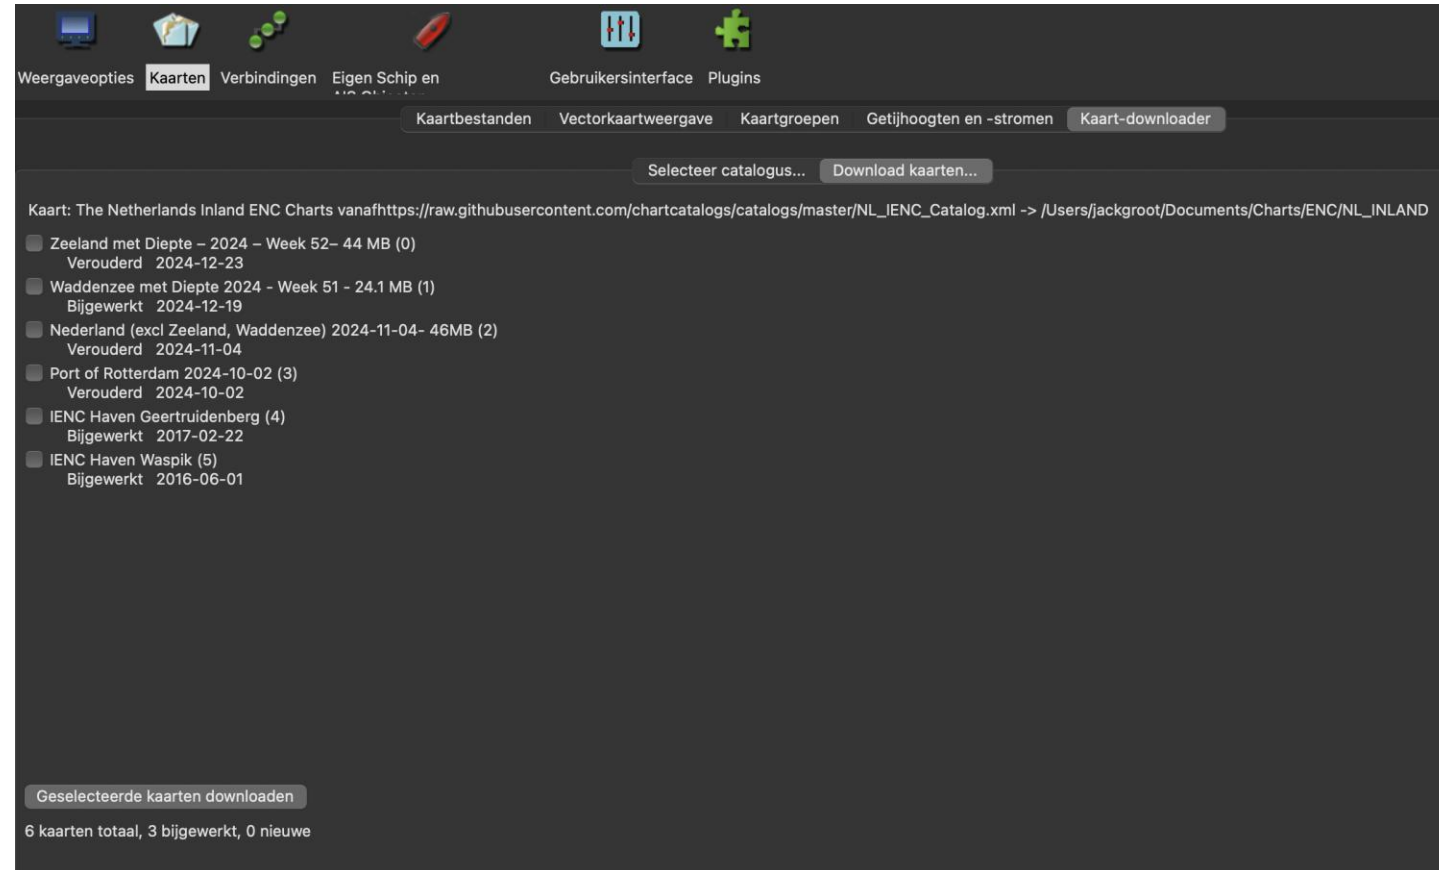 Weergaveopties Kaarten Verbindingen Eigen Schip en Gebruikersinterface Plugins
Kaartbestanden Vectorkaartweergave Kaartgroepen Getijhoogten en -stromen Kaart-downloader
Selecteer catalogus... Download kaarten...
Kaart: The Netherlands Inland ENC Charts vanafhttps://raw.githubusercontent.com/chartcatalogs/catalogs/master/NL_IENC_Catalog.xml -> /Users/jackgroot/Documents/Charts/ENC/NL_INLAND
Zeeland met Diepte – 2024 – Week 52– 44 MB (0)
Verouderd 2024-12-23
Waddenzee met Diepte 2024 - Week 51 - 24.1 MB (1)
Bijgewerkt 2024-12-19
Nederland (excl Zeeland, Waddenzee) 2024-11-04- 46MB (2)
Verouderd 2024-11-04
Port of Rotterdam 2024-10-02 (3)
Verouderd 2024-10-02
IENC Haven Geertruidenberg (4)
Bijgewerkt 2017-02-22
IENC Haven Waspik (5)
Bijgewerkt 2016-06-01
Geselecteerde kaarten downloaden
6 kaarten totaal, 3 bijgewerkt, 0 nieuwe